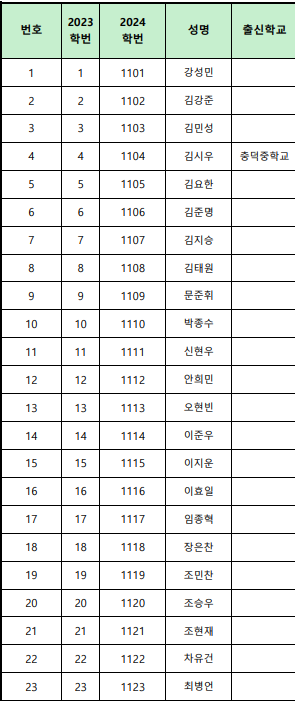 번호 2023 학번 2024 학번 성명 출신학교
1 1 1101 강성민
2 2 1102 김강준
3 3 1103 김민성
4 4 1104 김시우 충덕중학교
5 5 1105 김요한
6 6 1106 김준명
7 7 1107 김지승
8 8 1108 김태원
9 9 1109 문준휘
10 10 1110 박종수
11 11 1111 신현우
12 12 1112 안희민
13 13 1113 오현빈
14 14 1114 이준우
15 15 1115 이지운
16 16 1116 이효일
17 17 1117 임종혁
18 18 1118 장은찬
19 19 1119 조민찬
20 20 1120 조승우
21 21 1121 조현재
22 22 1122 차유건
23 23 1123 최병언